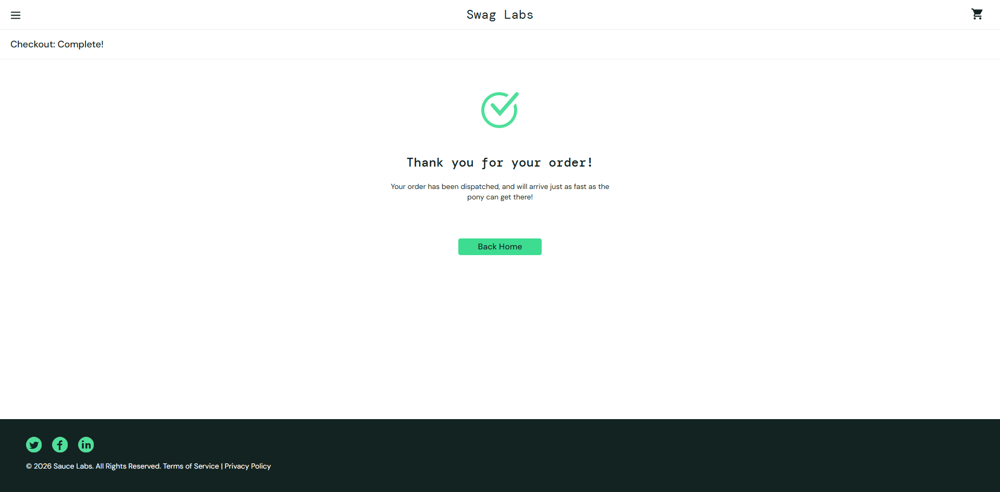 Swag Labs
Checkout: Complete!
Thank you for your order!
Your order has been dispatched, and will arrive just as fast as the
pony can get there!
Back Home
© 2026 Sauce Labs. All Rights Reserved. Terms of Service | Privacy Policy